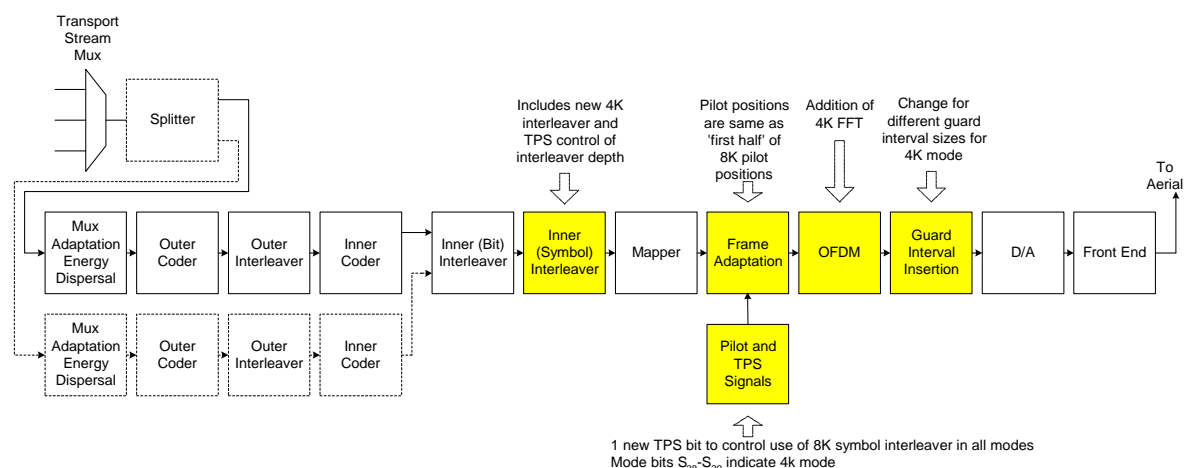 Transport
Stream
Mux
Splitter
Includes new 4K
interleaver and
TPS control of
interleaver depth
Pilot positions
are same as
'first half' of
8K pilot
positions
Addition of
4K FFT
Change for
different guard
interval sizes for
4K mode
To
Aerial
Mux
Adaptation
Energy
Dispersal
Outer
Coder
Outer
Interleaver
Inner
Coder
Inner (Bit)
Interleaver
Inner
(Symbol)
Interleaver
Mapper
Frame
Adaptation
OFDM
Guard
Interval
Insertion
D/A
Front End
Mux
Adaptation
Energy
Dispersal
Outer
Coder
Outer
Interleaver
Inner
Coder
Pilot and
TPS
Signals
1 new TPS bit to control use of 8K symbol interleaver in all modes
Mode bits S38-S39 indicate 4k mode